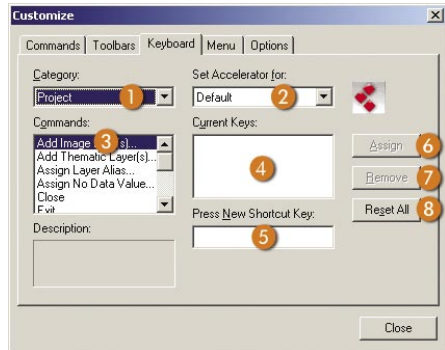 Customize
Commands Toolbars Keyboard Menu Options
Category:
Set Accelerator for:
Project 1
Default 2
Commands:
3
Add Image
Add Thematic Layer(s)...
Assign Layer Alias...
Assign No Data Value...
Close
Exit
Current Keys:
4
Assign 6
Remove 7
Reset All 8
Description:
Press New Shortcut Key:
5
Close